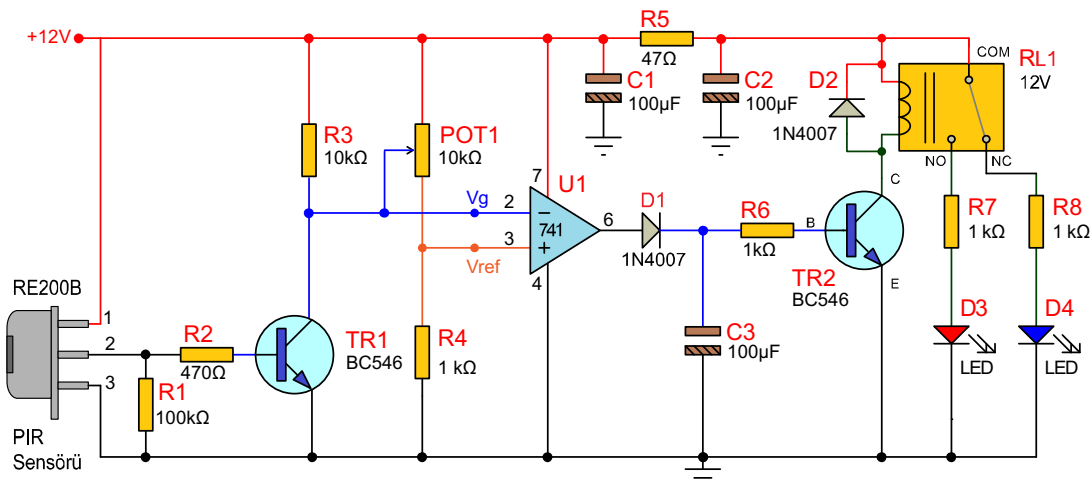 +12V
RE200B
1
2
3
PIR
Sensörü
R1
100kΩ
R2
470Ω
TR1
BC546
R3
10kΩ
POT1
10kΩ
R4
1 kΩ
Vg
Vref
7
2
3
4
6
U1
741
−
+
D1
1N4007
C3
100µF
C1
100µF
R5
47Ω
C2
100µF
R6
1kΩ
B
C
E
TR2
BC546
D2
1N4007
COM
RL1
12V
NO
NC
R7
1 kΩ
R8
1 kΩ
D3
LED
D4
LED